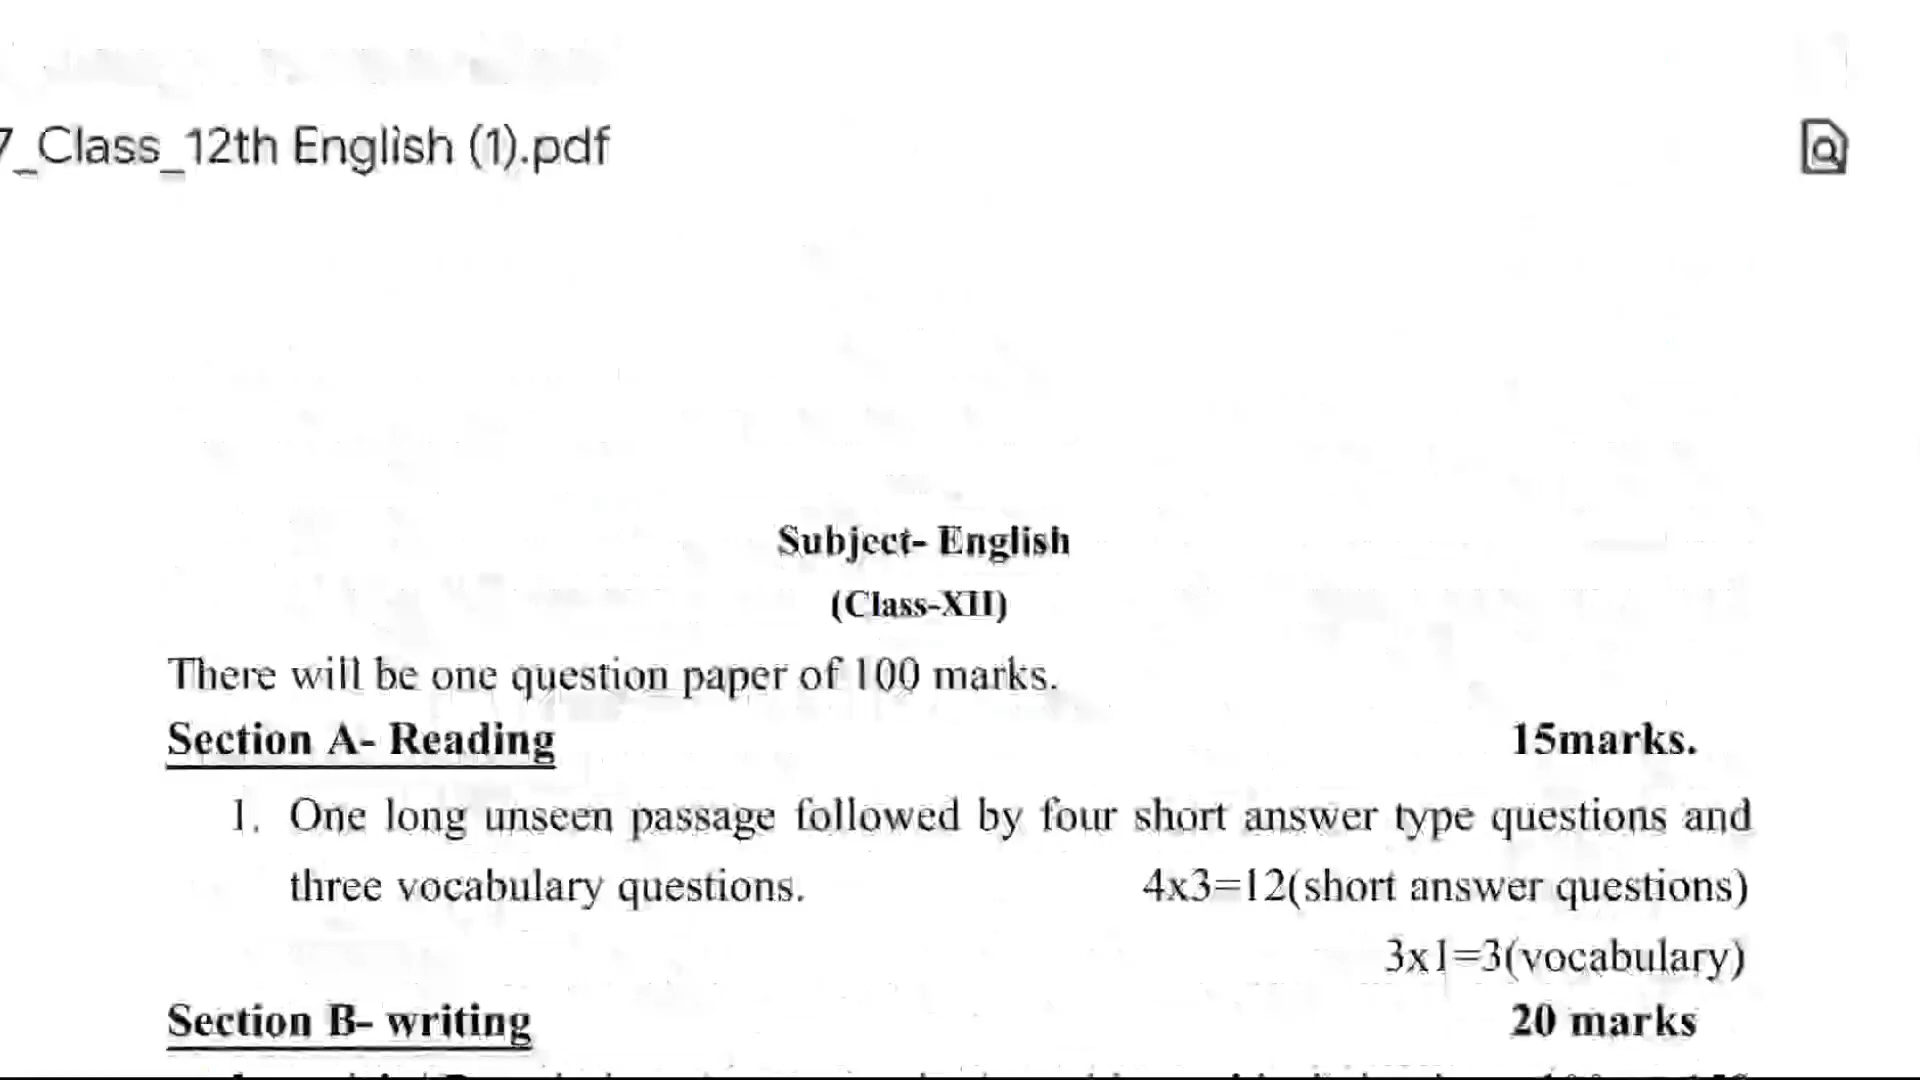 7_Class_12th English (1).pdf
Subject- English
(Class-XII)
There will be one question paper of 100 marks.
Section A- Reading 15marks.
1. One long unseen passage followed by four short answer type questions and
three vocabulary questions. 4x3=12(short answer questions)
3x1=3(vocabulary)
Section B- writing 20 marks